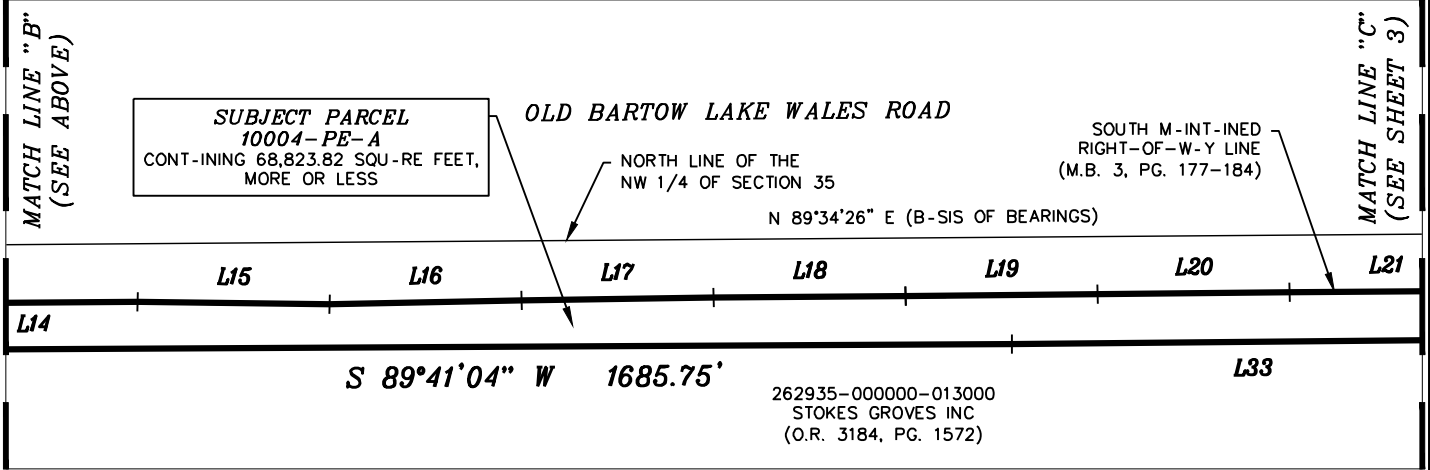 MATCH LINE "B"
(SEE ABOVE)
SUBJECT PARCEL
10004-PE-A
CONT-INING 68,823.82 SQU-RE FEET,
MORE OR LESS
OLD BARTOW LAKE WALES ROAD
NORTH LINE OF THE
NW 1/4 OF SECTION 35
SOUTH M-INT-INED
RIGHT-OF-W-Y LINE
(M.B. 3, PG. 177-184)
MATCH LINE "C"
(SEE SHEET 3)
N 89°34'26" E (B-SIS OF BEARINGS)
L15
L16
L17
L18
L19
L20
L21
L14
S 89°41'04" W 1685.75'
L33
262935-000000-013000
STOKES GROVES INC
(O.R. 3184, PG. 1572)